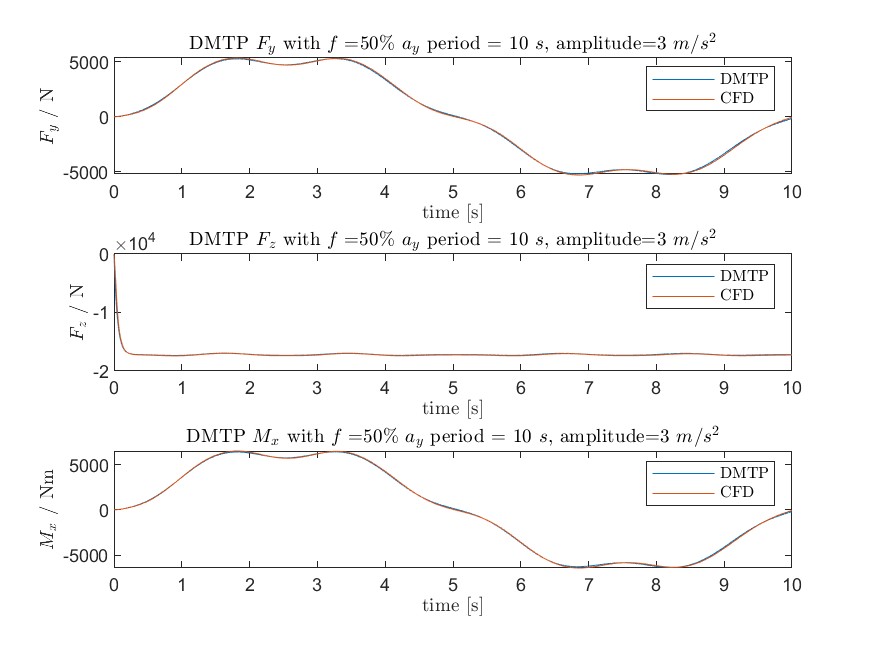 DMTP F_y with f =50% a_y period = 10 s, amplitude=3 m/s^2
5000
0
-5000
F_y / N
DMTP
CFD
0 1 2 3 4 5 6 7 8 9 10
time [s]
×10^4
DMTP F_z with f =50% a_y period = 10 s, amplitude=3 m/s^2
0
-1
-2
F_z / N
DMTP
CFD
0 1 2 3 4 5 6 7 8 9 10
time [s]
DMTP M_x with f =50% a_y period = 10 s, amplitude=3 m/s^2
5000
0
-5000
M_x / Nm
DMTP
CFD
0 1 2 3 4 5 6 7 8 9 10
time [s]